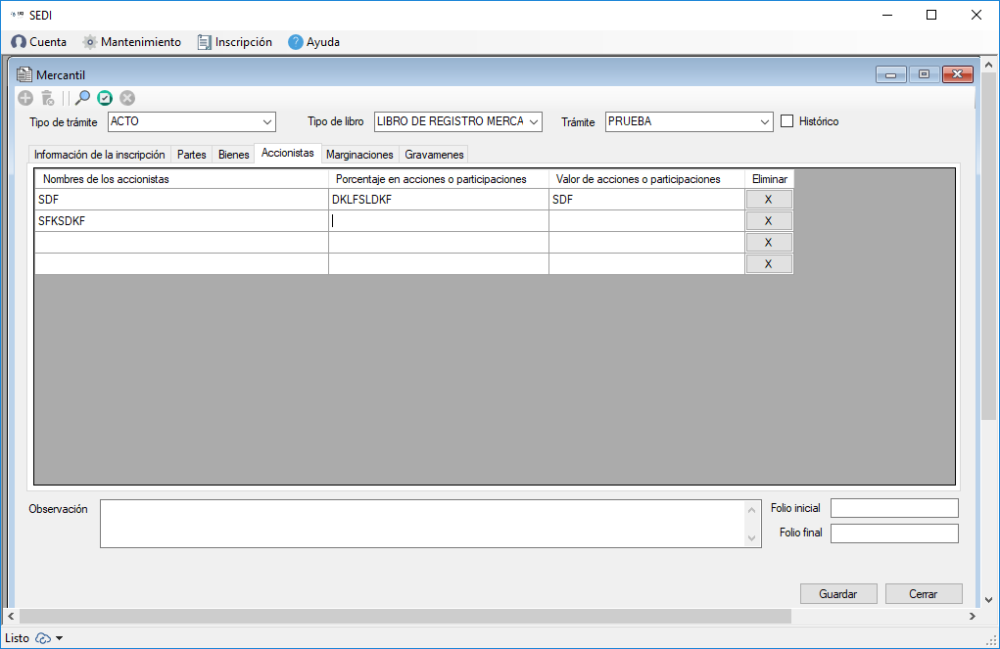 SEDI
Cuenta Mantenimiento Inscripción ? Ayuda
Mercantil
Tipo de trámite ACTO Tipo de libro LIBRO DE REGISTRO MERCA Trámite PRUEBA Histórico
Información de la inscripción Partes Bienes Accionistas Marginaciones Gravamenes
Nombres de los accionistas Porcentaje en acciones o participaciones Valor de acciones o participaciones Eliminar
SDF DKLFSLDKF SDF X
SFKSDKF X
X
X
Observación Folio inicial
Folio final
Guardar Cerrar
Listo